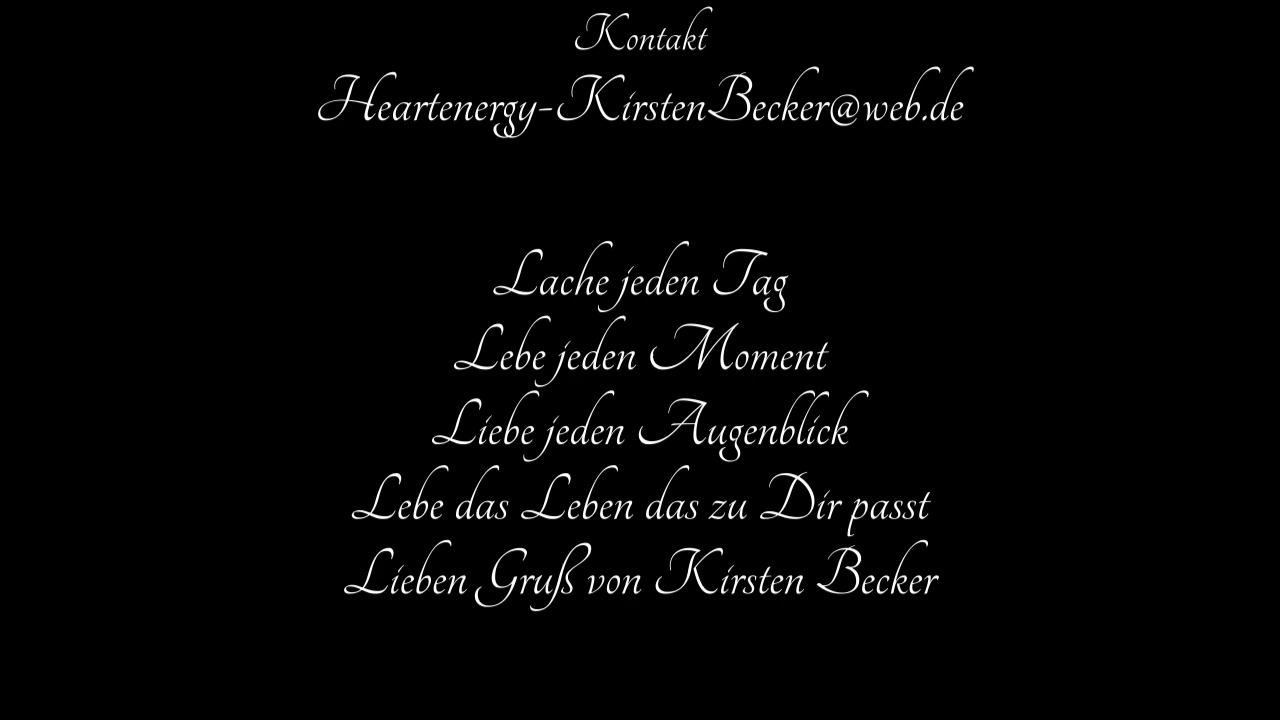 Kontakt
Heartenergy-KirstenBecker@web.de
Lache jeden Tag
Lebe jeden Moment
Liebe jeden Augenblick
Lebe das Leben das zu Dir passt
Lieben Gruß von Kirsten Becker